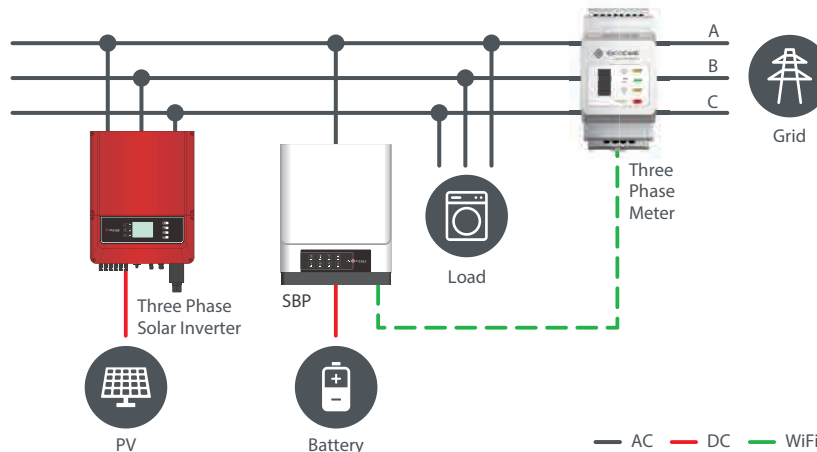 A
B
C
Grid
Three
Phase
Meter
Load
SBP
Three Phase
Solar Inverter
PV
Battery
AC
DC
WiFi